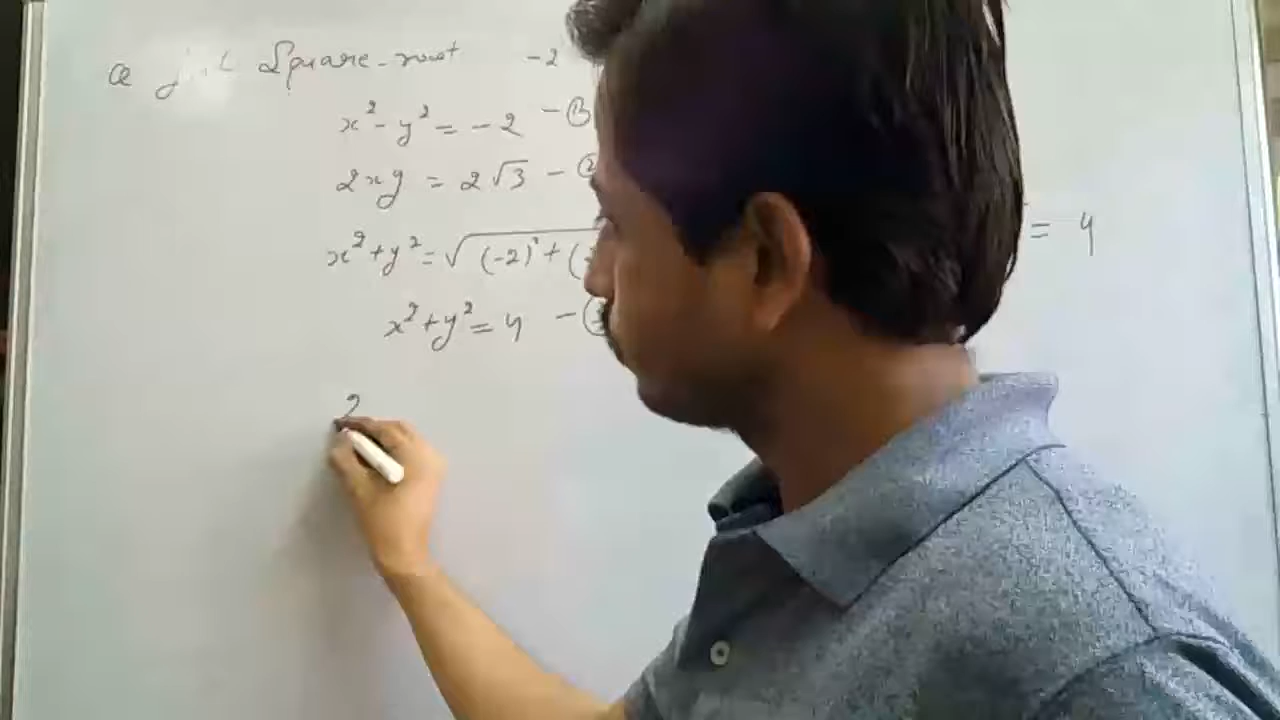 Q Square-root -2
x² - y² = -2 - ①
2xy = 2√3 - ②
x² + y² = √(-2)² + ( = 4
x² + y² = 4 - ③
2